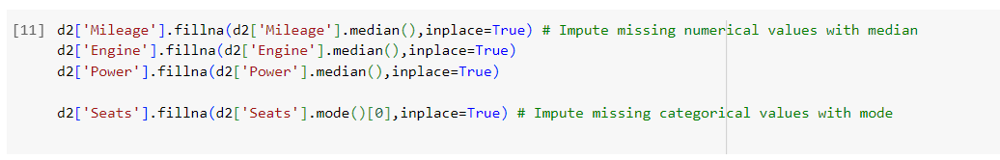 [11] d2['Mileage'].fillna(d2['Mileage'].median(),inplace=True) # Impute missing numerical values with median
d2['Engine'].fillna(d2['Engine'].median(),inplace=True)
d2['Power'].fillna(d2['Power'].median(),inplace=True)
d2['Seats'].fillna(d2['Seats'].mode()[0],inplace=True) # Impute missing categorical values with mode